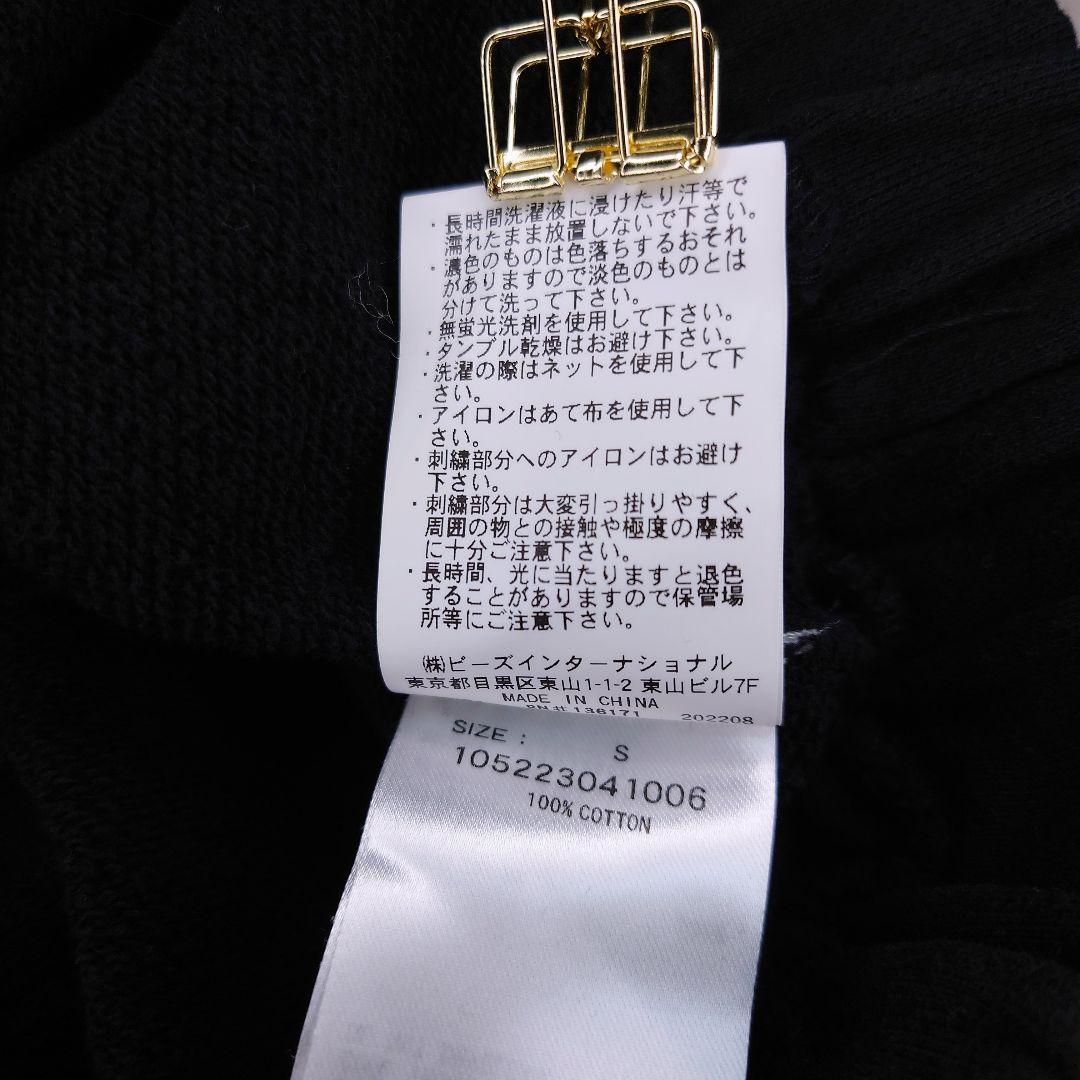 ・長時間洗濯液に浸けたり汗等で
濡れたまま放置しないで下さい。
・濃色のものは色落ちするおそれ
がありますので淡色のものとは
分けて洗って下さい。
・無蛍光洗剤を使用して下さい。
・タンブル乾燥はお避け下さい。
・洗濯の際はネットを使用して下
さい。
・アイロンはあて布を使用して下
さい。
・刺繍部分へのアイロンはお避け
下さい。
・刺繍部分は大変引っ掛りやすく、
周囲の物との接触や極度の摩擦
に十分ご注意下さい。
・長時間、光に当たりますと退色
することがありますので保管場
所等にご注意下さい。
㈱ビーズインターナショナル
東京都目黒区東山1-1-2 東山ビル7F
MADE IN CHINA
RN# 136171 202208
SIZE : S
105223041006
100% COTTON